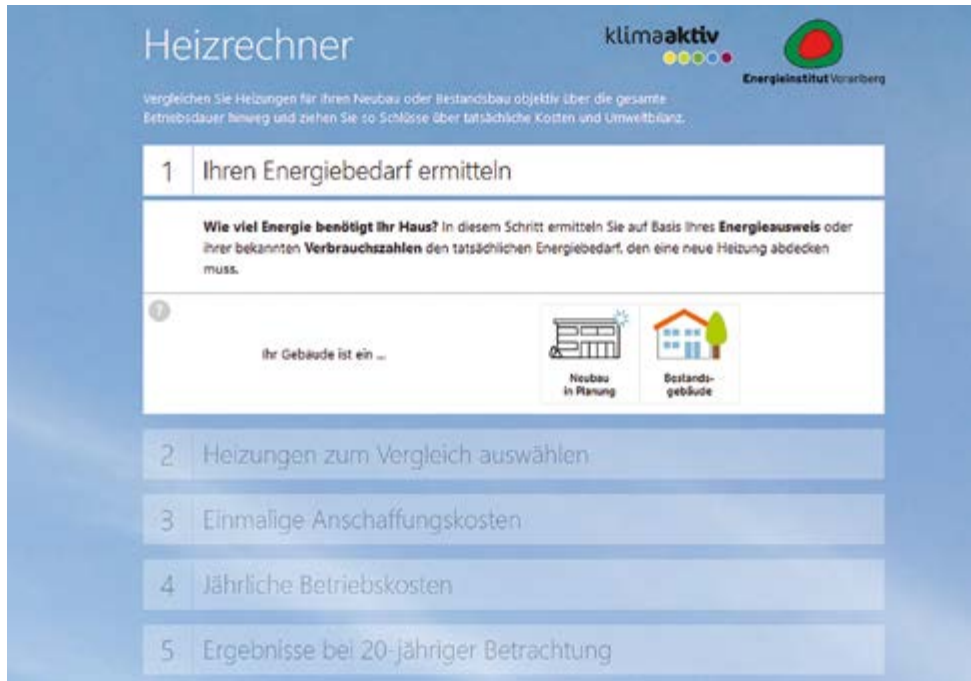 Heizrechner
klimaaktiv
Energieinstitut Vorarlberg
Vergleichen Sie Heizungen für Ihren Neubau oder Bestandsbau objektiv über die gesamte
Betriebsdauer hinweg und ziehen Sie so Schlüsse über tatsächliche Kosten und Umweltbilanz.
1 Ihren Energiebedarf ermitteln
Wie viel Energie benötigt Ihr Haus? In diesem Schritt ermitteln Sie auf Basis Ihres Energieausweis oder
ihrer bekannten Verbrauchszahlen den tatsächlichen Energiebedarf, den eine neue Heizung abdecken
muss.
?
Ihr Gebäude ist ein ...
Neubau
in Planung
Bestands-
gebäude
2 Heizungen zum Vergleich auswählen
3 Einmalige Anschaffungskosten
4 Jährliche Betriebskosten
5 Ergebnisse bei 20-jähriger Betrachtung